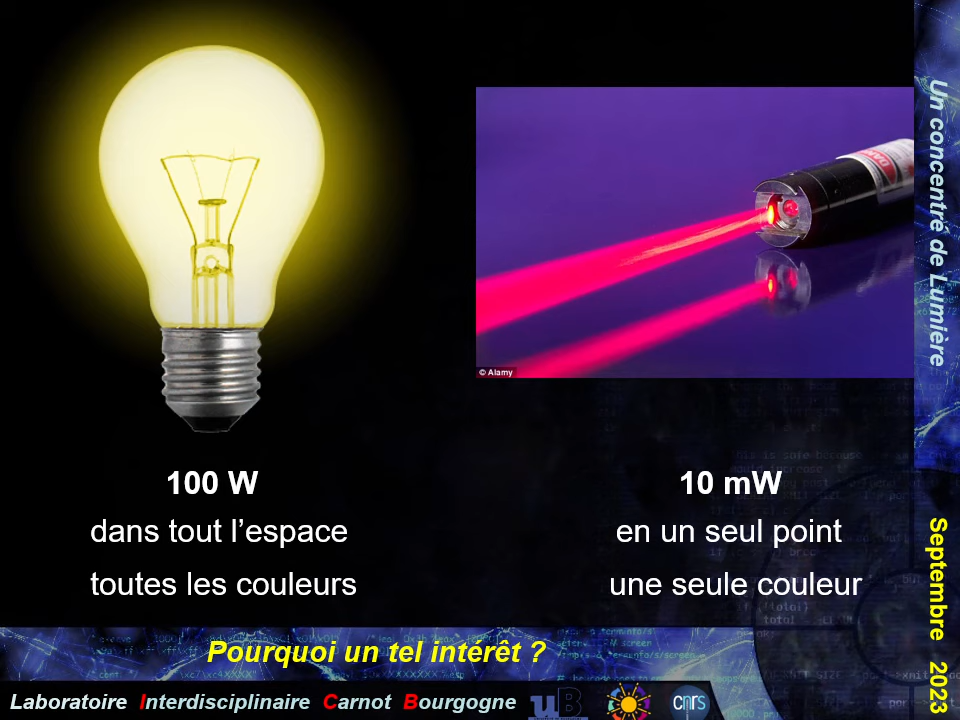 100 W
dans tout l’espace
toutes les couleurs
© Alamy
10 mW
en un seul point
une seule couleur
Un concentré de Lumière
Septembre 2023
Pourquoi un tel intérêt ?
Laboratoire Interdisciplinaire Carnot Bourgogne
uB
cnrs